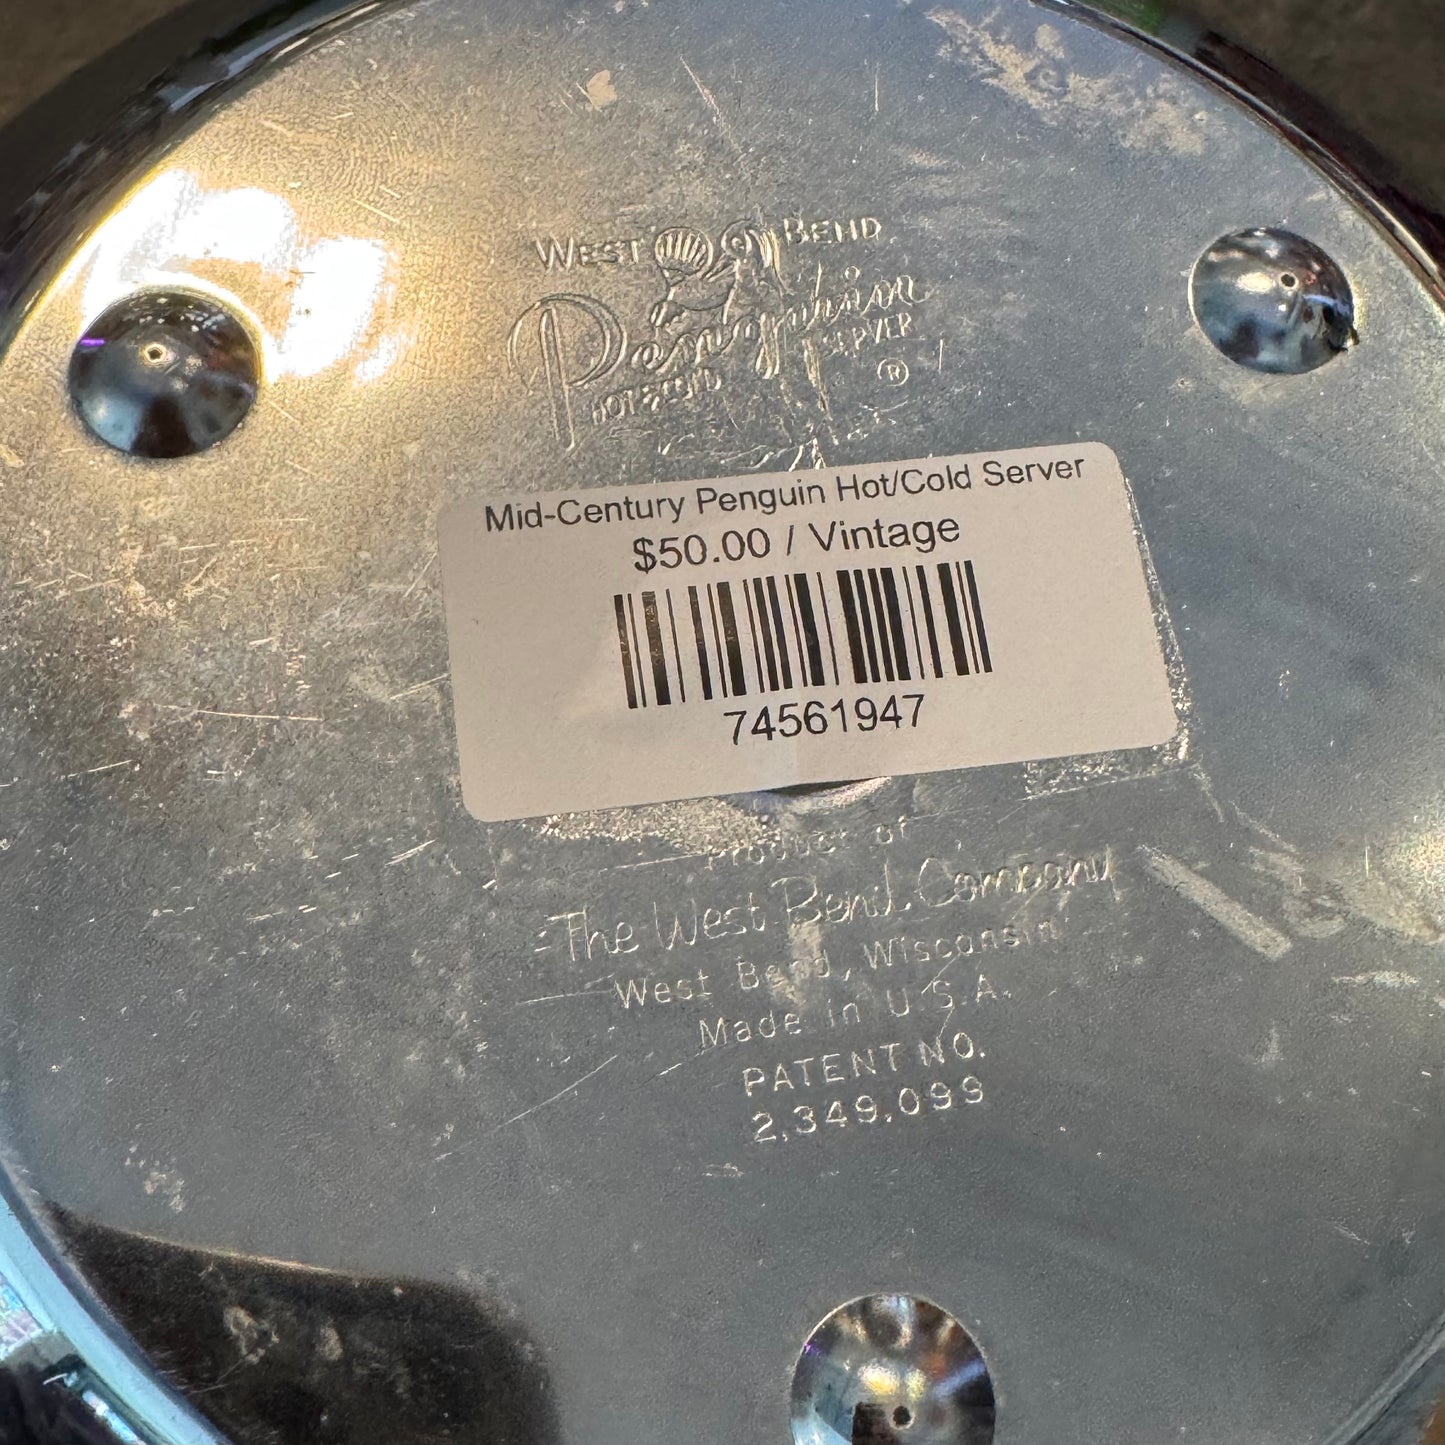 WEST BEND
Penguin
HOT & COLD SERVER
®
Mid-Century Penguin Hot/Cold Server
$50.00 / Vintage
74561947
product of
The West Bend Company
West Bend, Wisconsin
Made in U.S.A.
PATENT NO.
2,349,099